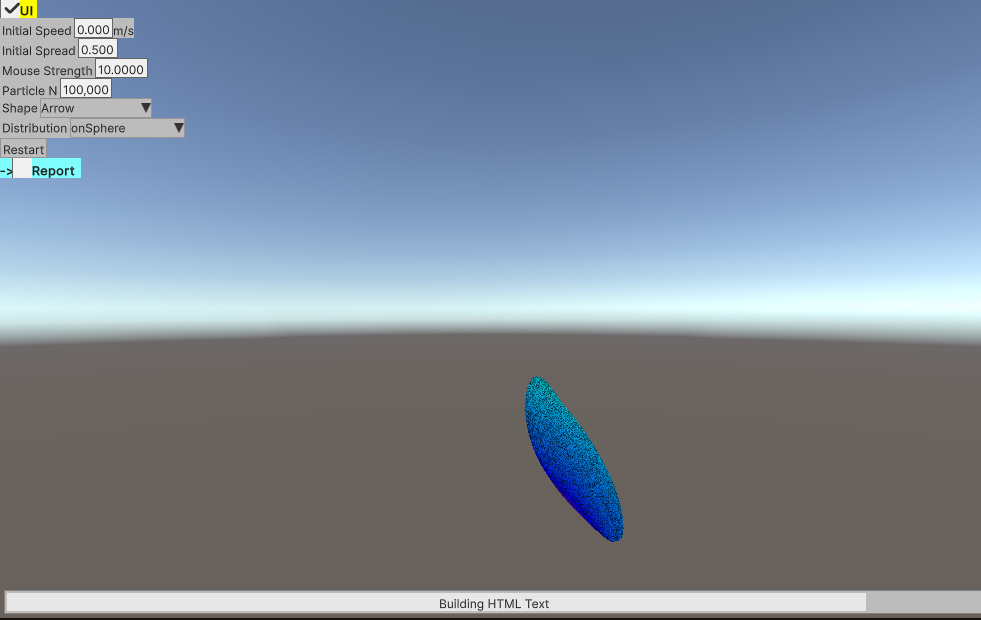 UI
Initial Speed 0.000 m/s
Initial Spread 0.500
Mouse Strength 10.0000
Particle N 100,000
Shape Arrow
Distribution onSphere
Restart
-> Report
Building HTML Text